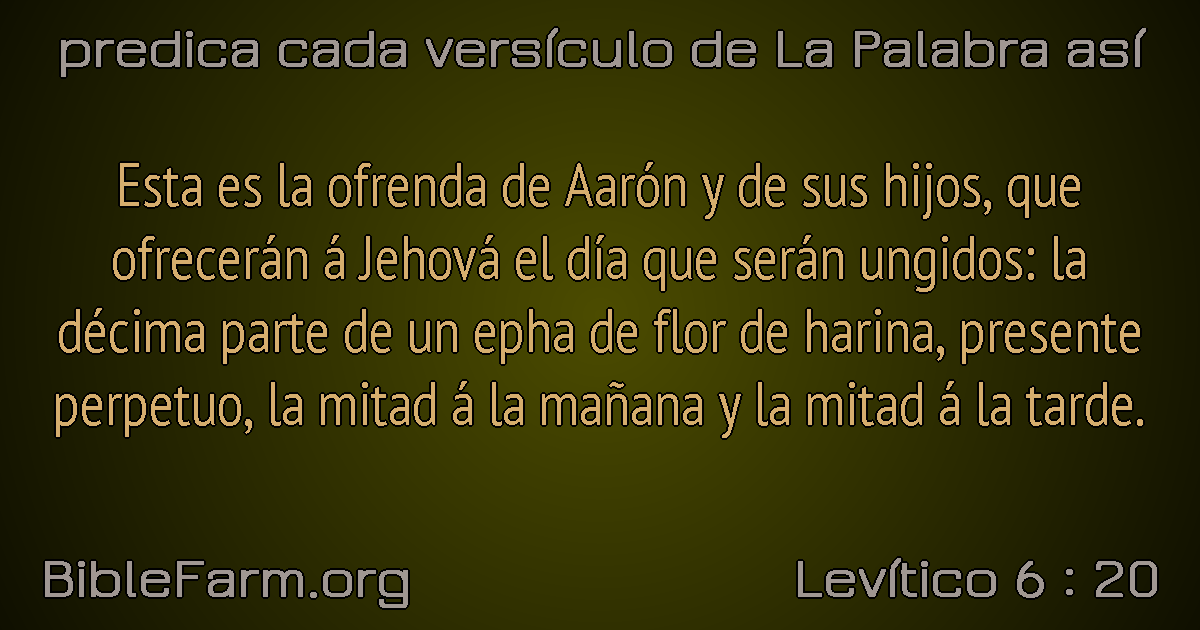 predica cada versículo de La Palabra así
Esta es la ofrenda de Aarón y de sus hijos, que
ofrecerán á Jehová el día que serán ungidos: la
décima parte de un epha de flor de harina, presente
perpetuo, la mitad á la mañana y la mitad á la tarde.
BibleFarm.org
Levítico 6 : 20